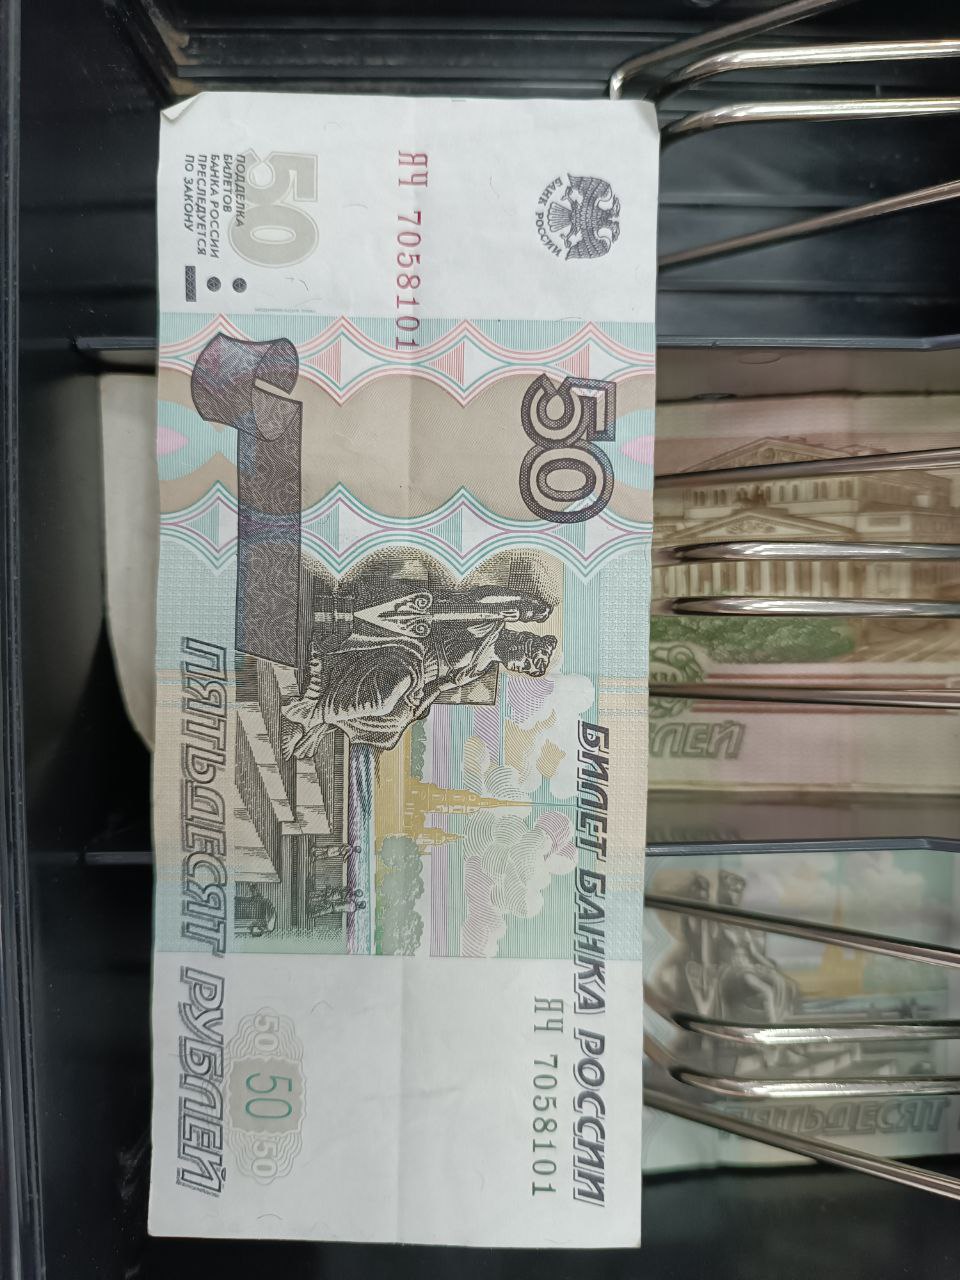 БИЛЕТ БАНКА РОССИИ
БАНК РОССИИ
ЯЧ 7058101
50
ЯЧ 7058101
50
ПОДДЕЛКА
БИЛЕТОВ
БАНКА РОССИИ
ПРЕСЛЕДУЕТСЯ
ПО ЗАКОНУ
50
50
50
ПЯТЬДЕСЯТ РУБЛЕЙ
ЛЕЙ
ПЯТЬДЕСЯТ